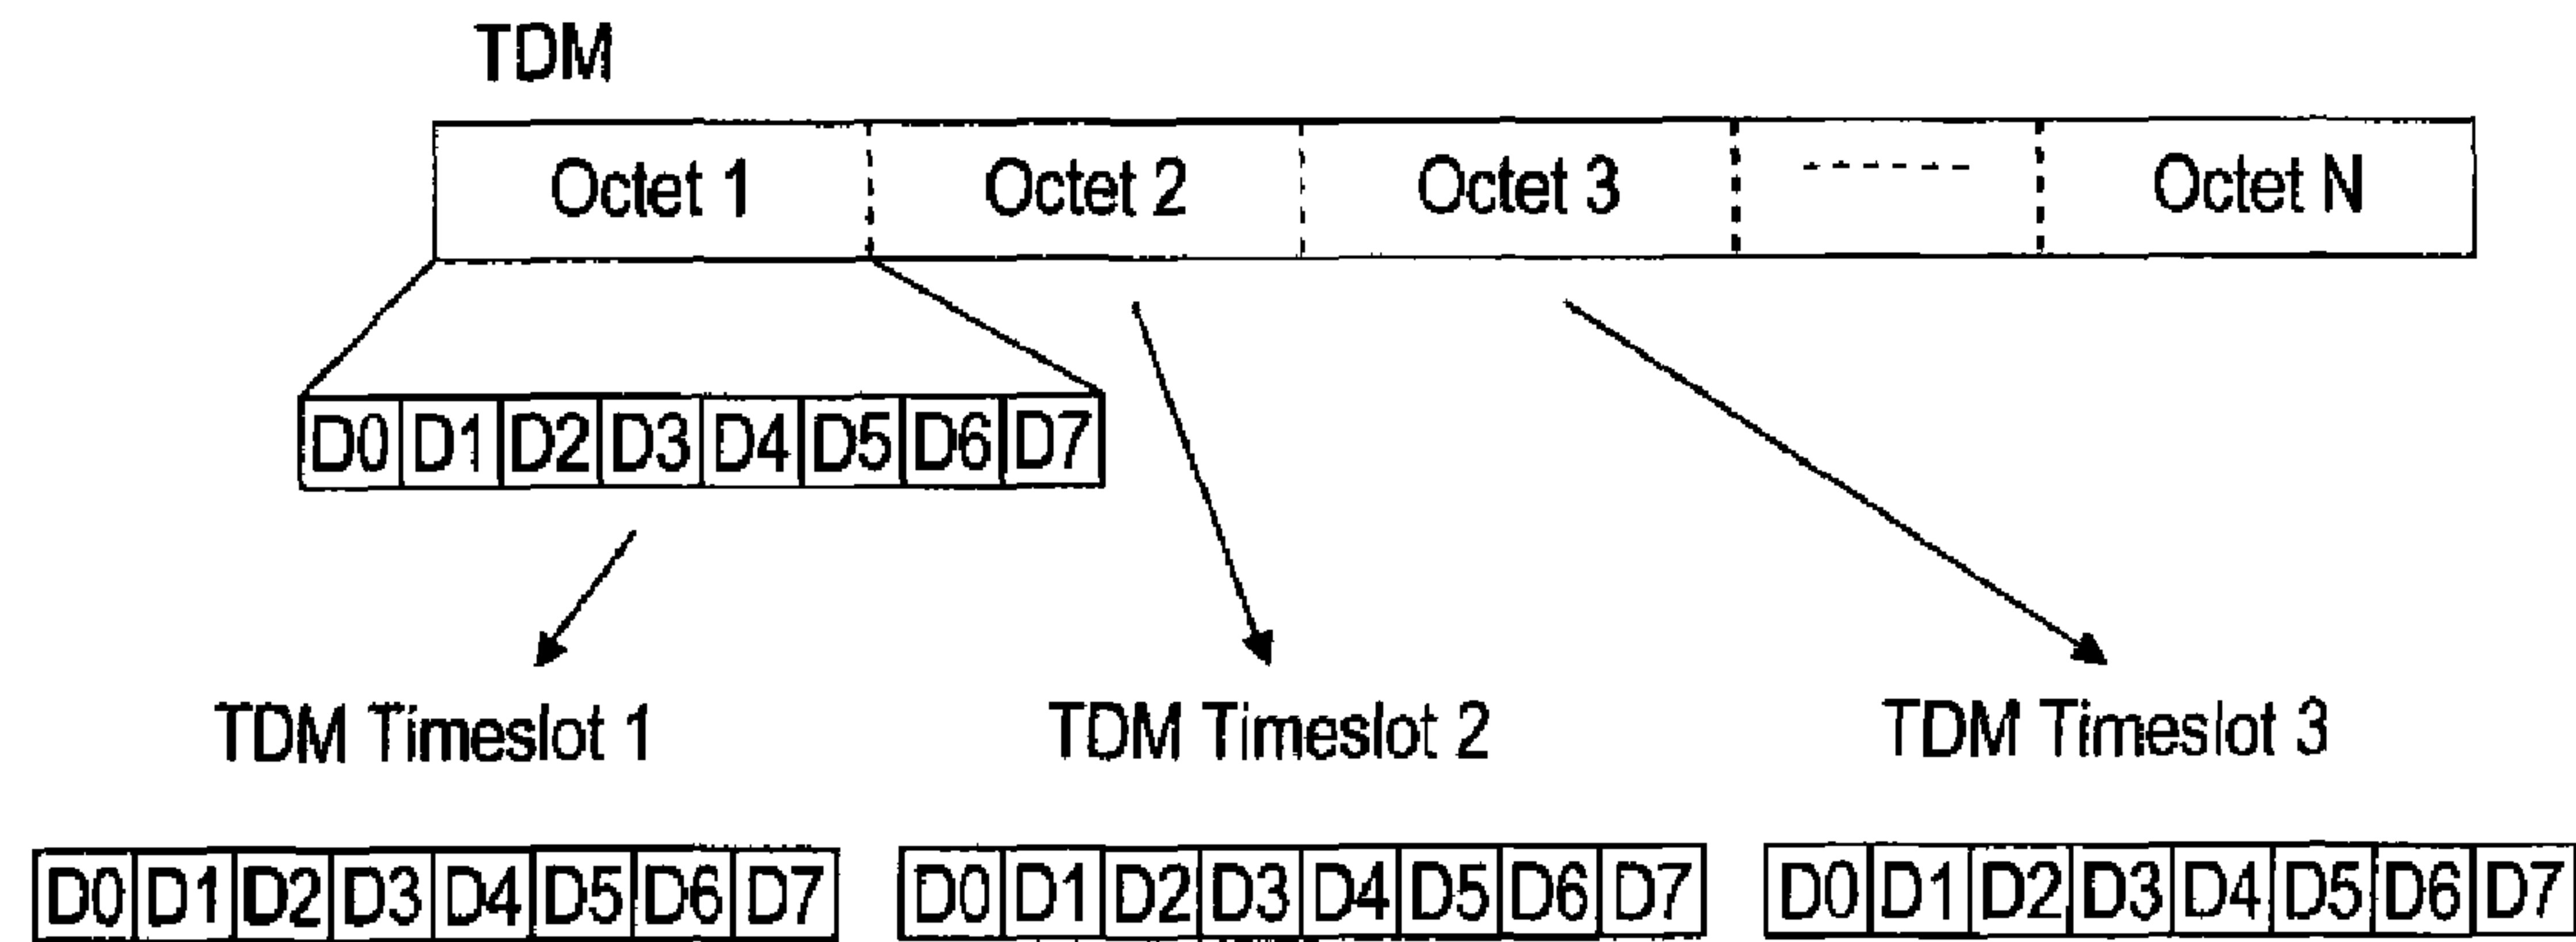 TDM
Octet 1 Octet 2 Octet 3 ------ Octet N
D0 D1 D2 D3 D4 D5 D6 D7
TDM Timeslot 1 TDM Timeslot 2 TDM Timeslot 3
D0 D1 D2 D3 D4 D5 D6 D7 D0 D1 D2 D3 D4 D5 D6 D7 D0 D1 D2 D3 D4 D5 D6 D7